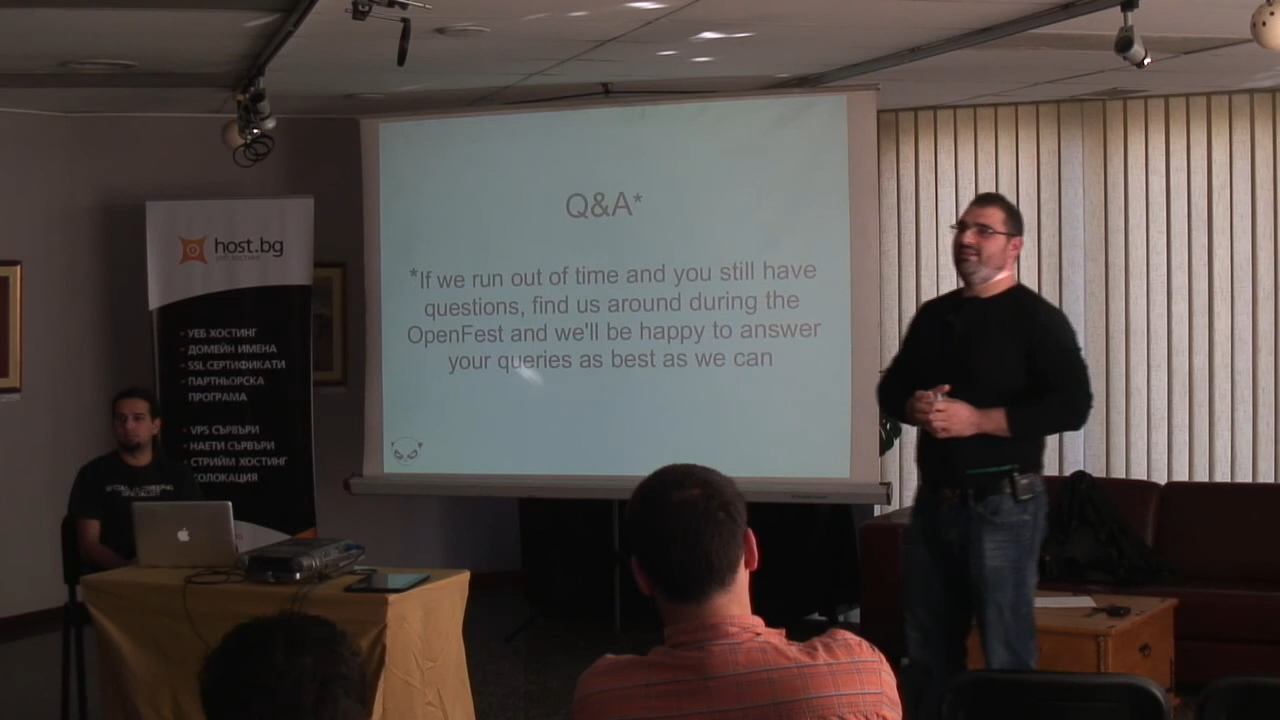 Q&A*
*If we run out of time and you still have
questions, find us around during the
OpenFest and we'll be happy to answer
your queries as best as we can
host.bg
УЕБ ХОСТИНГ
ДОМЕЙН ИМЕНА
SSL СЕРТИФИКАТИ
ПАРТНЬОРСКА
ПРОГРАМА
VPS СЪРВЪРИ
НАЕТИ СЪРВЪРИ
СТРИЙМ ХОСТИНГ
КОЛОКАЦИЯ